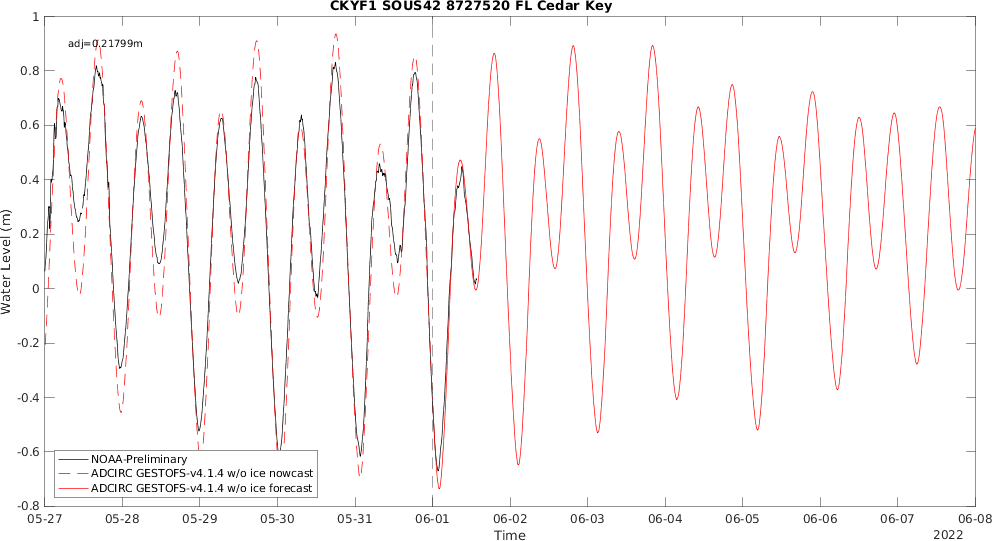 CKYF1 SOUS42 8727520 FL Cedar Key
adj=0.21799m
Water Level (m)
1
0.8
0.6
0.4
0.2
0
-0.2
-0.4
-0.6
-0.8
NOAA-Preliminary
ADCIRC GESTOFS-v4.1.4 w/o ice nowcast
ADCIRC GESTOFS-v4.1.4 w/o ice forecast
05-27 05-28 05-29 05-30 05-31 06-01 06-02 06-03 06-04 06-05 06-06 06-07 06-08
Time
2022